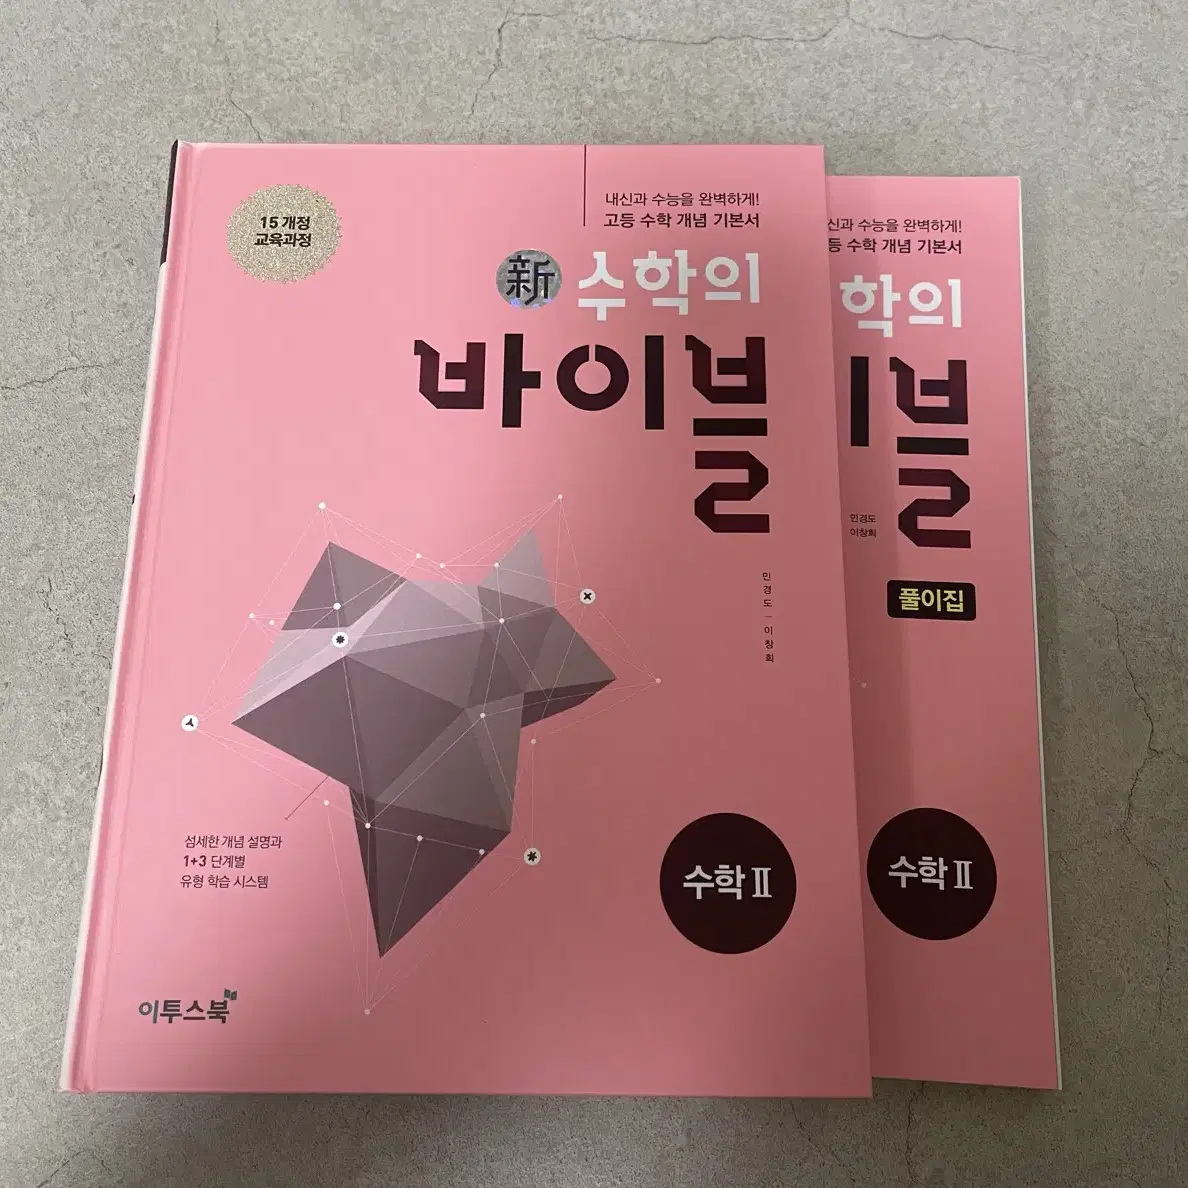 15 개정
교육과정
내신과 수능을 완벽하게!
고등 수학 개념 기본서
新 수학의
바이블
민경도 – 이창희
섬세한 개념 설명과
1+3 단계별
유형 학습 시스템
수학 II
이투스북
신과 수능을 완벽하게!
등 수학 개념 기본서
학의
이블
민경도
이창희
풀이집
수학 II